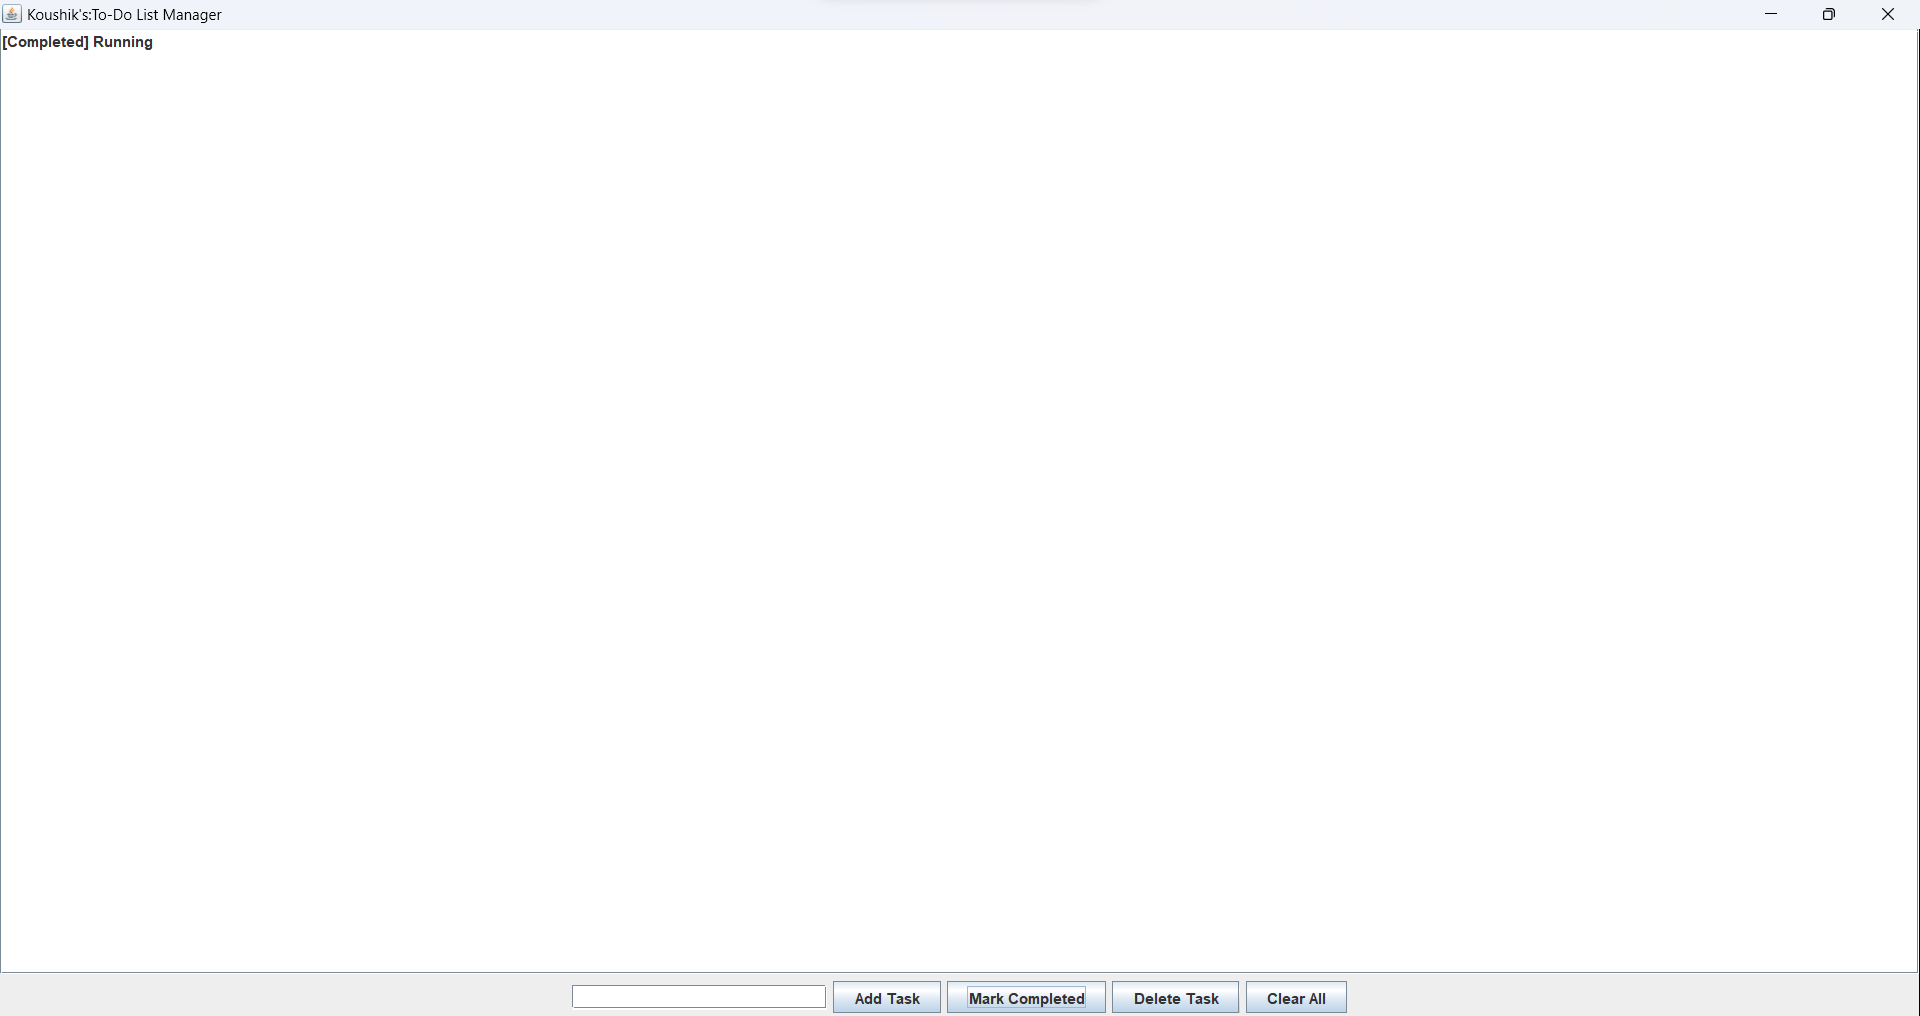 Koushik's:To-Do List Manager
[Completed] Running
Add Task
Mark Completed
Delete Task
Clear All